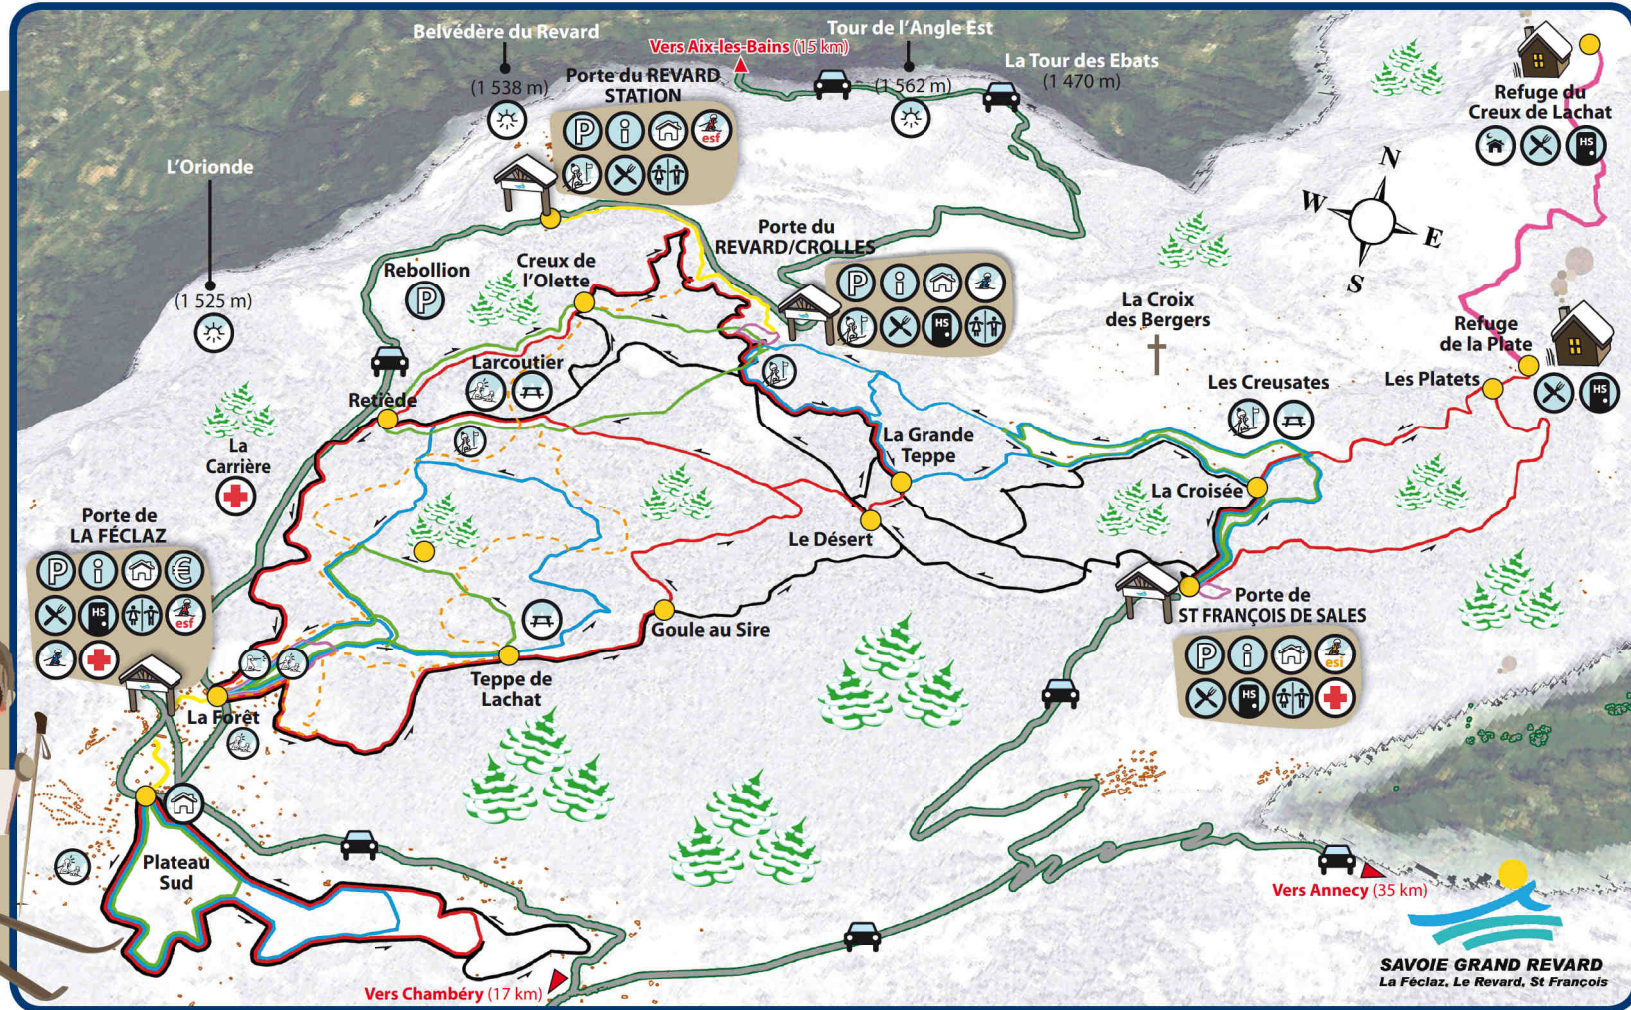 Belvédère du Revard
(1 538 m)
Tour de l'Angle Est
(1 562 m)
Vers Aix-les-Bains (15 km)
La Tour des Ebats
(1 470 m)
Porte du REVARD
STATION
P
i
esf
Refuge du
Creux de Lachat
HS
N
W
E
S
L'Orionde
(1 525 m)
Porte du
REVARD/CROLLES
P
i
HS
Rebollion
P
Creux de
l'Olette
La Croix
des Bergers
Refuge
de la Plate
HS
Les Platets
Les Creusates
Larcoutier
Retiède
La
Carrière
La Grande
Teppe
La Croisée
Le Désert
Porte de
LA FÉCLAZ
P
i
€
HS
esf
Goule au Sire
Porte de
ST FRANÇOIS DE SALES
P
i
esi
HS
Teppe de
Lachat
La Forêt
Plateau
Sud
Vers Annecy (35 km)
Vers Chambéry (17 km)
SAVOIE GRAND REVARD
La Féclaz, Le Revard, St François